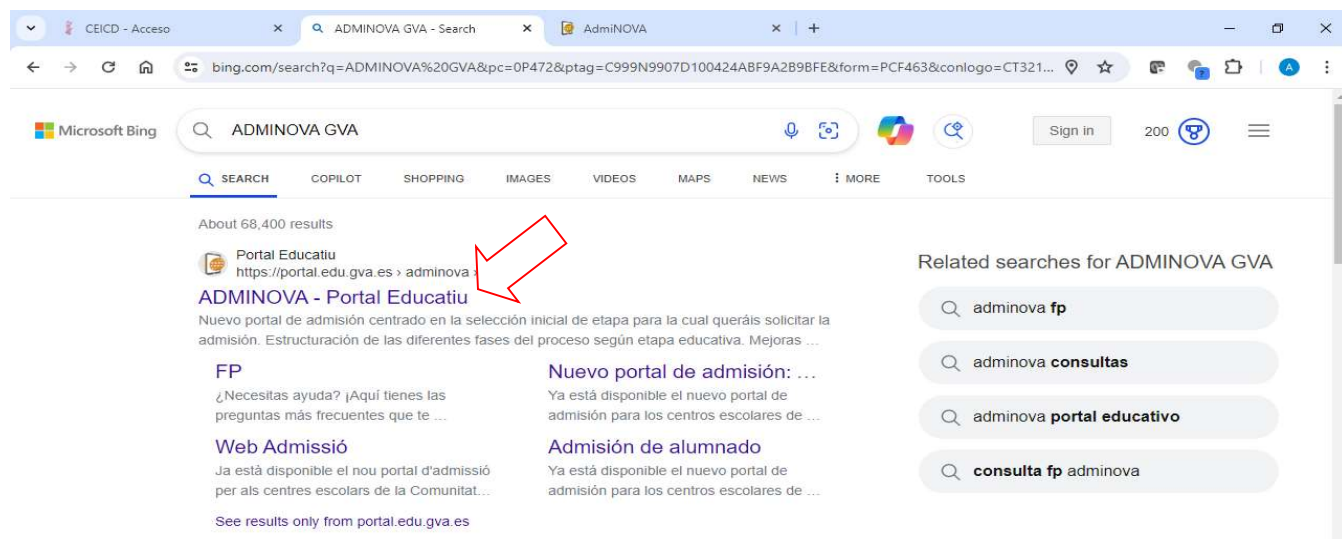 CEICD - Acceso
ADMINOVA GVA - Search
AdmiNOVA
bing.com/search?q=ADMINOVA%20GVA&pc=0P472&ptag=C999N9907D100424ABF9A2B9BFE&form=PCF463&conlogo=CT321...
A
Microsoft Bing
ADMINOVA GVA
Sign in
200
SEARCH
COPILOT
SHOPPING
IMAGES
VIDEOS
MAPS
NEWS
MORE
TOOLS
About 68,400 results
Portal Educatiu
https://portal.edu.gva.es › adminova ›
ADMINOVA - Portal Educatiu
Nuevo portal de admisión centrado en la selección inicial de etapa para la cual queráis solicitar la
admisión. Estructuración de las diferentes fases del proceso según etapa educativa. Mejoras ...
FP
¿Necesitas ayuda? ¡Aquí tienes las
preguntas más frecuentes que te ...
Nuevo portal de admisión: ...
Ya está disponible el nuevo portal de
admisión para los centros escolares de ...
Web Admissió
Ja està disponible el nou portal d'admissió
per als centres escolars de la Comunitat...
Admisión de alumnado
Ya está disponible el nuevo portal de
admisión para los centros escolares de ...
See results only from portal.edu.gva.es
Related searches for ADMINOVA GVA
adminova fp
adminova consultas
adminova portal educativo
consulta fp adminova